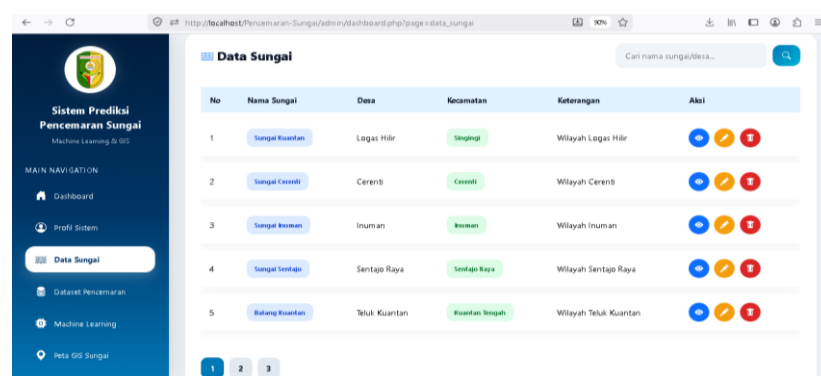 http://localhost/Pencemaran-Sungai/admin/dashboard.php?page=data_sungai
90%
Sistem Prediksi
Pencemaran Sungai
Machine Learning & GIS
MAIN NAVIGATION
Dashboard
Profil Sistem
Data Sungai
Dataset Pencemaran
Machine Learning
Peta GIS Sungai
Data Sungai
Cari nama sungai/desa...
No Nama Sungai Desa Kecamatan Keterangan Aksi
1 Sungai Kuantan Logas Hilir Singingi Wilayah Logas Hilir
2 Sungai Cerenti Cerenti Cerenti Wilayah Cerenti
3 Sungai Inuman Inuman Inuman Wilayah Inuman
4 Sungai Sentajo Sentajo Raya Sentajo Raya Wilayah Sentajo Raya
5 Batang Kuantan Teluk Kuantan Kuantan Tengah Wilayah Teluk Kuantan
1 2 3